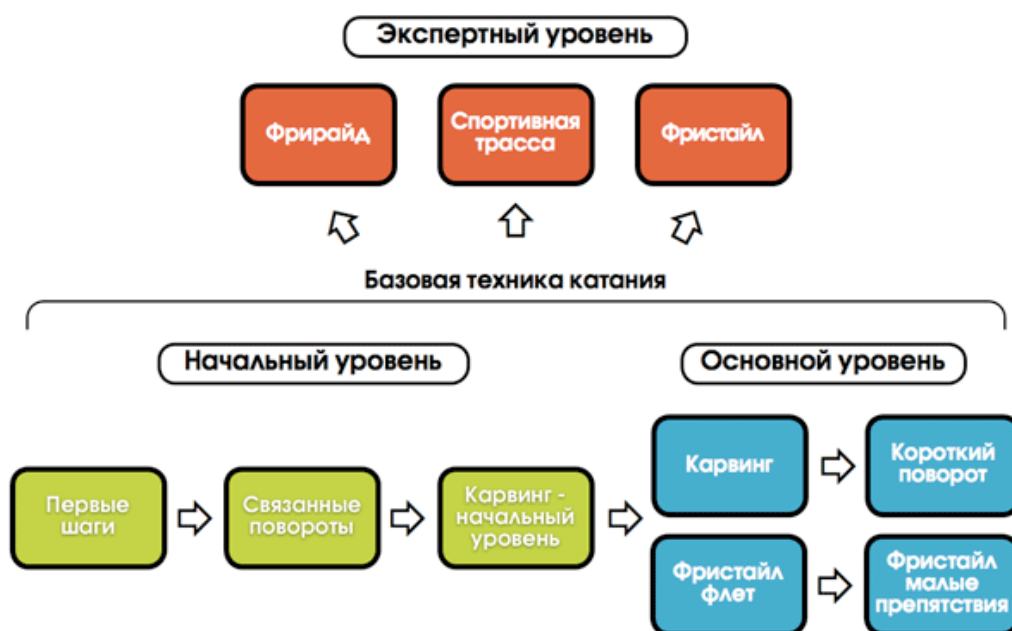 Экспертный уровень
Фрирайд
Спортивная
трасса
Фристайл
Базовая техника катания
Начальный уровень
Основной уровень
Первые
шаги
Связанные
повороты
Карвинг -
начальный
уровень
Карвинг
Короткий
поворот
Фристайл
флет
Фристайл
малые
препятствия